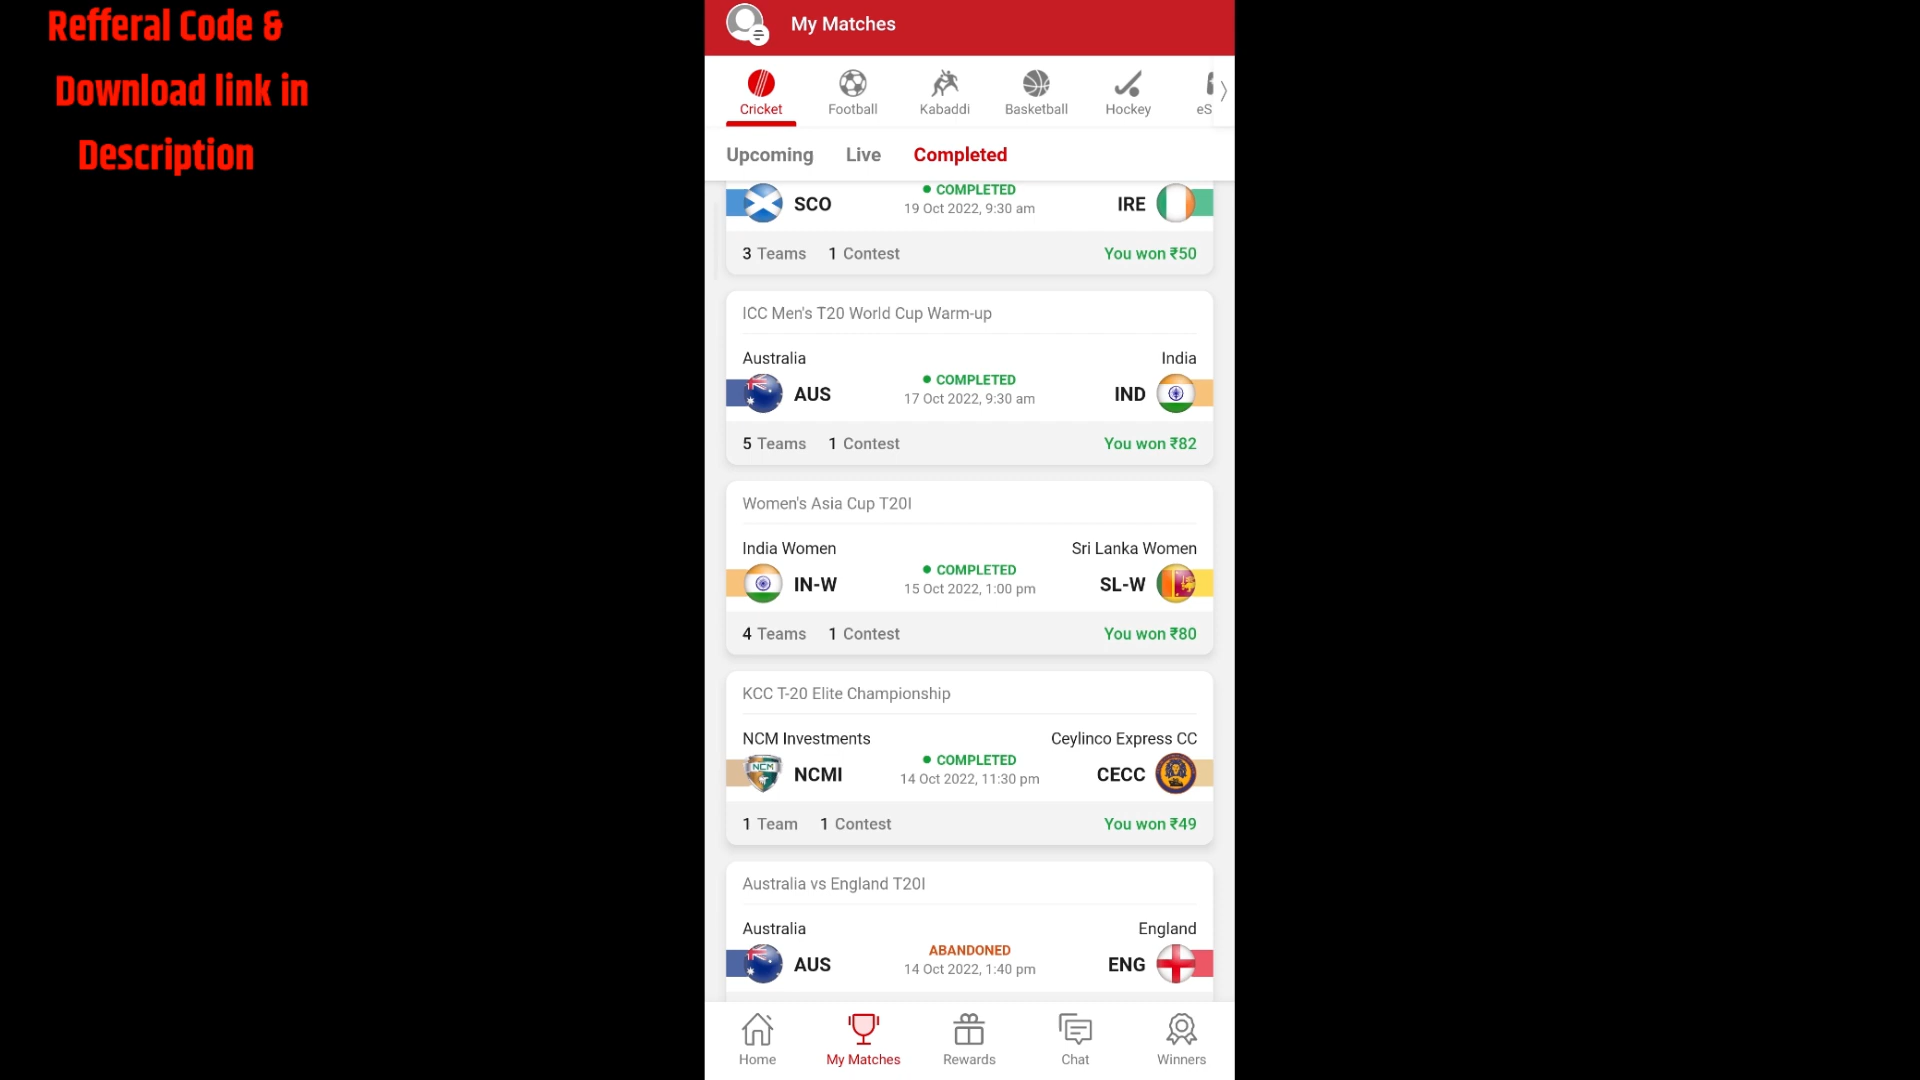 Refferal Code &
Download link in
Description
My Matches
Cricket Football Kabaddi Basketball Hockey eS
Upcoming Live Completed
COMPLETED
SCO 19 Oct 2022, 9:30 am IRE
3 Teams 1 Contest You won ₹50
ICC Men's T20 World Cup Warm-up
Australia India
COMPLETED
AUS 17 Oct 2022, 9:30 am IND
5 Teams 1 Contest You won ₹82
Women's Asia Cup T20I
India Women Sri Lanka Women
COMPLETED
IN-W 15 Oct 2022, 1:00 pm SL-W
4 Teams 1 Contest You won ₹80
KCC T-20 Elite Championship
NCM Investments Ceylinco Express CC
COMPLETED
NCM NCMI 14 Oct 2022, 11:30 pm CECC
1 Team 1 Contest You won ₹49
Australia vs England T20I
Australia England
ABANDONED
AUS 14 Oct 2022, 1:40 pm ENG
Home My Matches Rewards Chat Winners